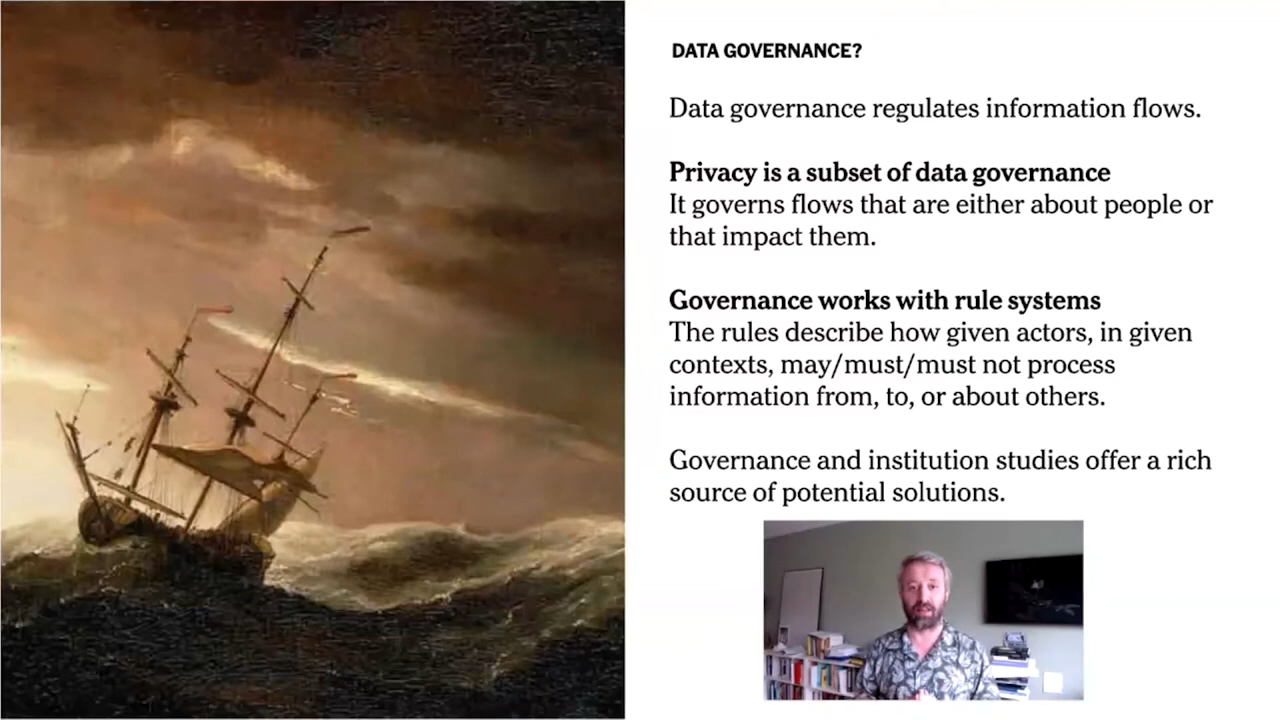 DATA GOVERNANCE?
Data governance regulates information flows.
Privacy is a subset of data governance
It governs flows that are either about people or
that impact them.
Governance works with rule systems
The rules describe how given actors, in given
contexts, may/must/must not process
information from, to, or about others.
Governance and institution studies offer a rich
source of potential solutions.